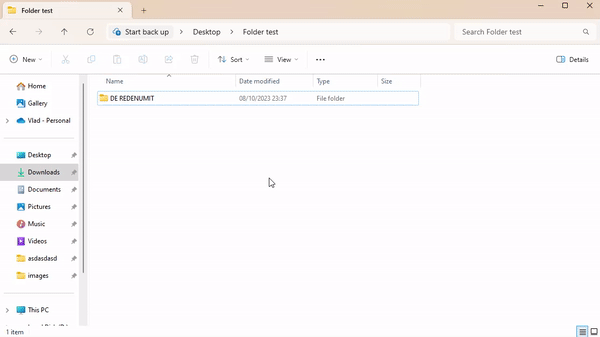 Folder test
Start back up > Desktop > Folder test
Search Folder test
New
Sort
View
Details
Name
Date modified
Type
Size
DE REDENUMIT
08/10/2023 23:37
File folder
Home
Gallery
Vlad - Personal
Desktop
Downloads
Documents
Pictures
Music
Videos
asdasdasd
images
This PC
1 item